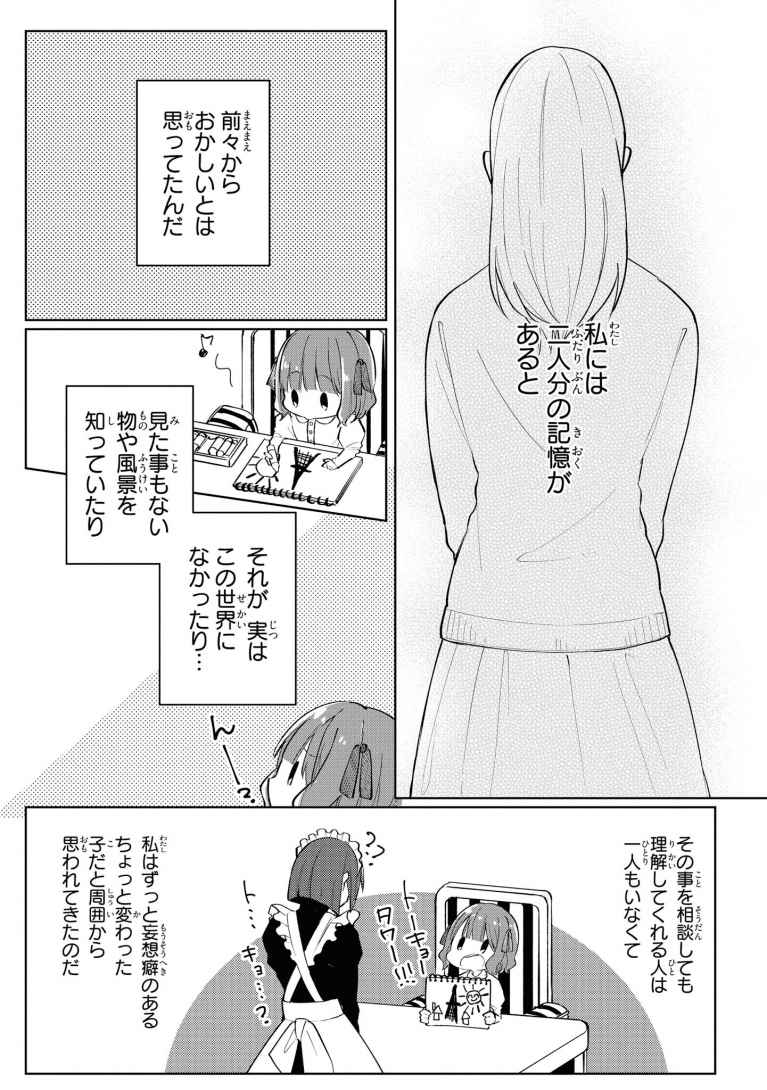 私には
二人分の記憶が
あると
前々から
おかしいとは
思ってたんだ
見た事もない
物や風景を
知っていたり
それが 実は
この世界に
なかったり…
んーー?
その事を相談しても
理解してくれる人は
一人もいなくて
トーキョー
タワー!!!
??
ト…
キョ…?
私はずっと妄想癖のある
ちょっと変わった
子だと周囲から
思われてきたのだ